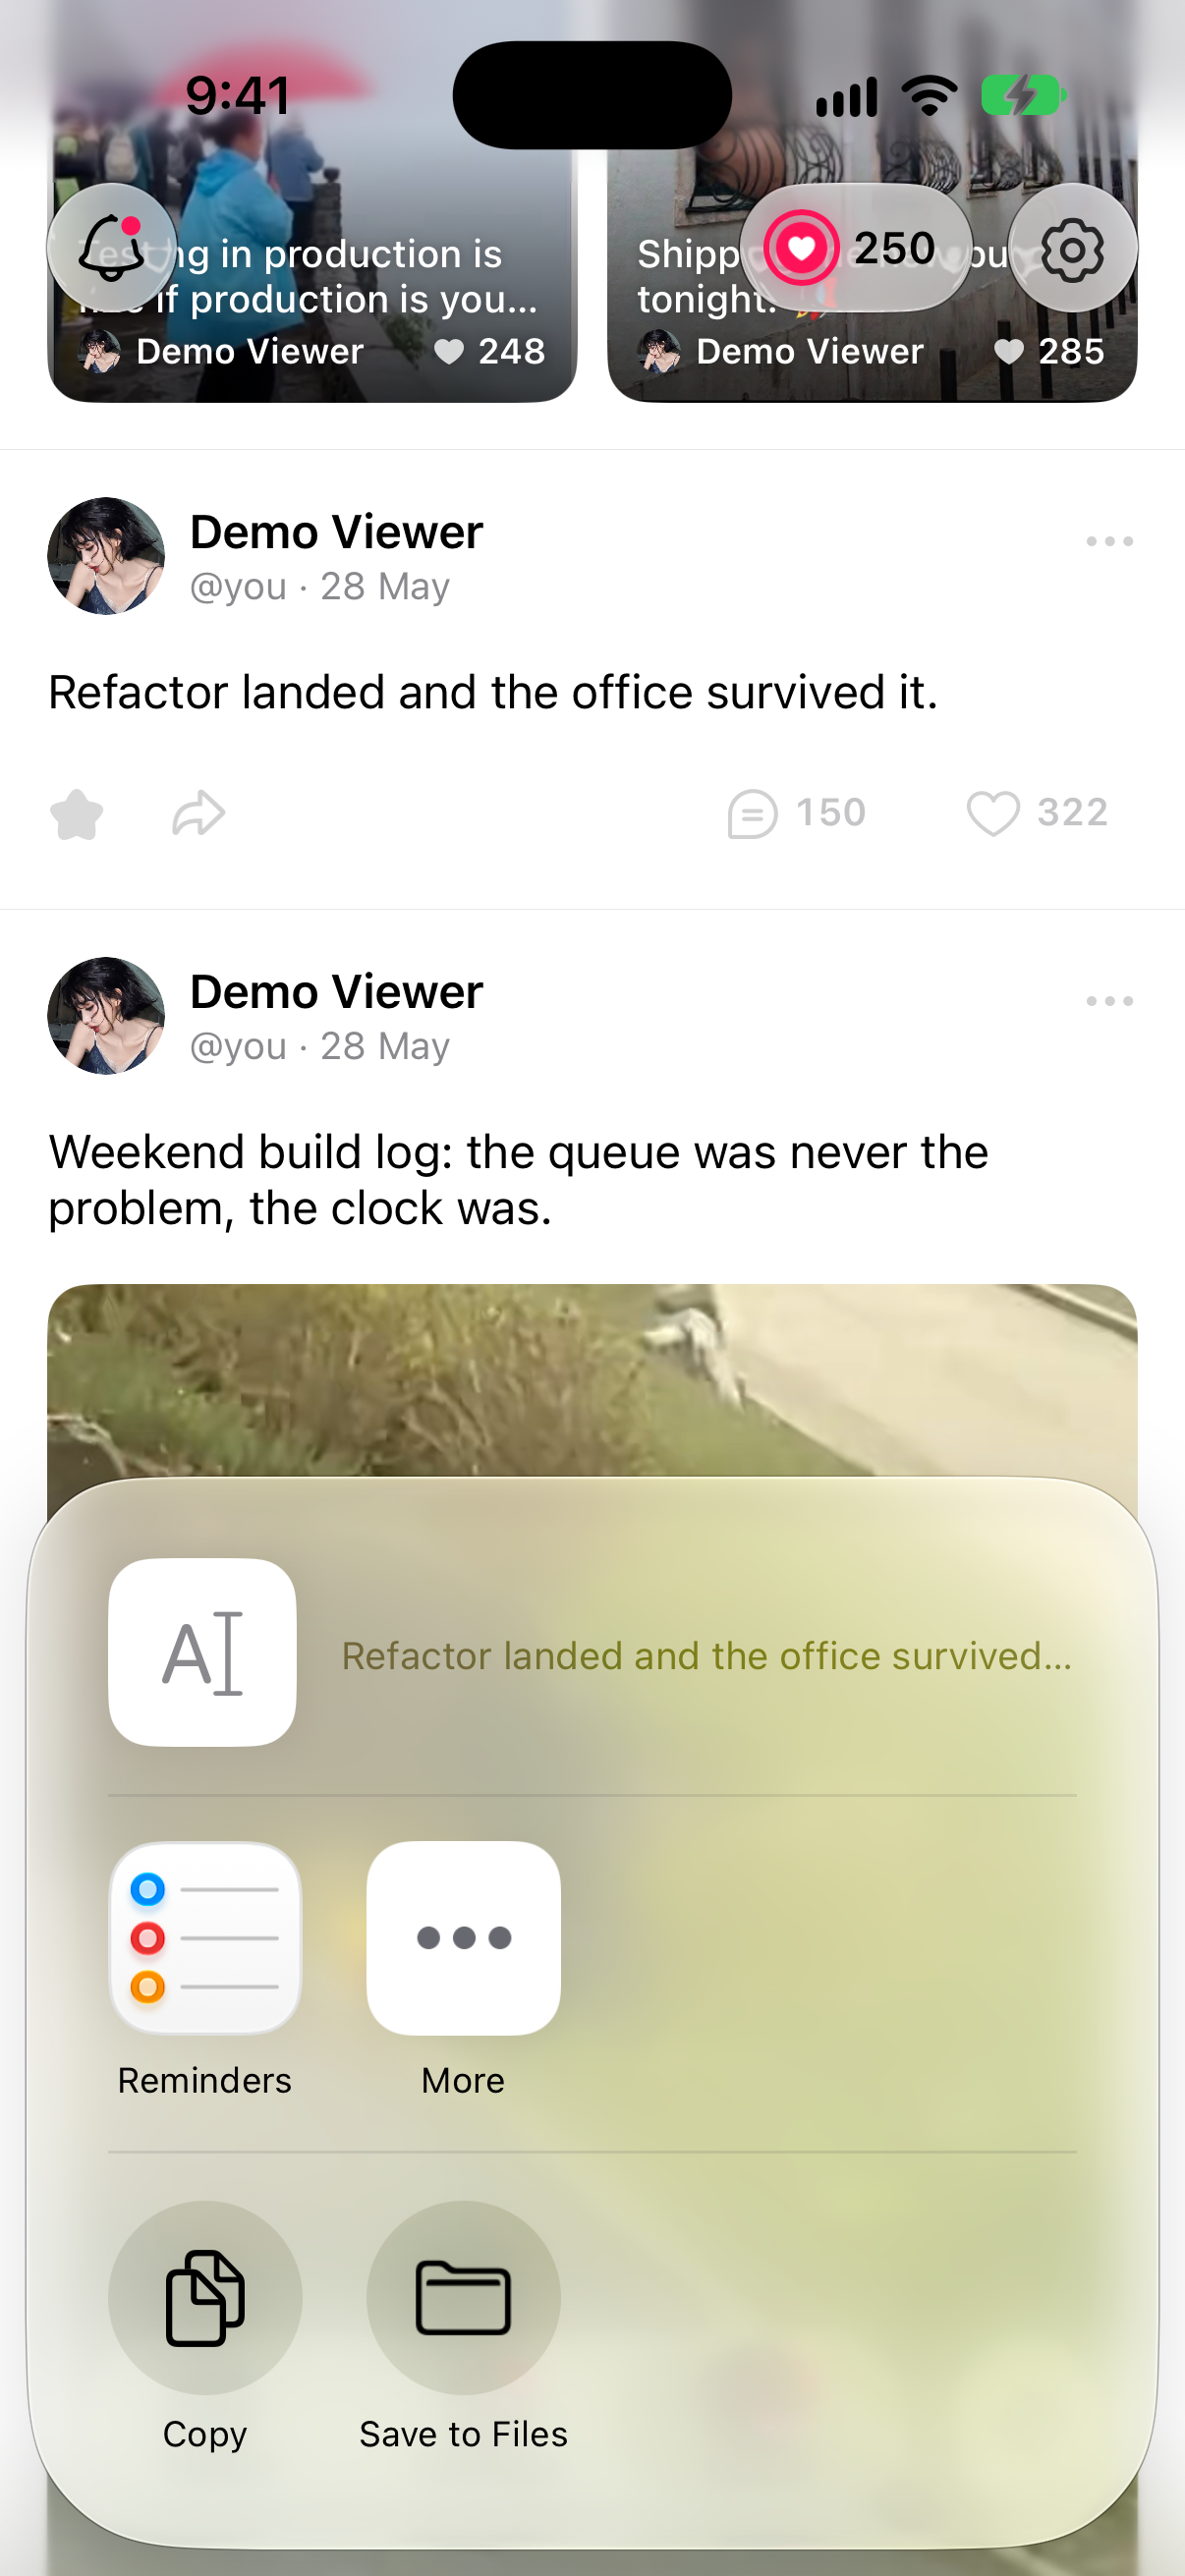 9:41
ng in production is
if production is you...
Demo Viewer 248
Shipp
tonight.
Demo Viewer 285
250
Demo Viewer
@you · 28 May
Refactor landed and the office survived it.
150 322
Demo Viewer
@you · 28 May
Weekend build log: the queue was never the
problem, the clock was.
Refactor landed and the office survived...
Reminders More
Copy Save to Files